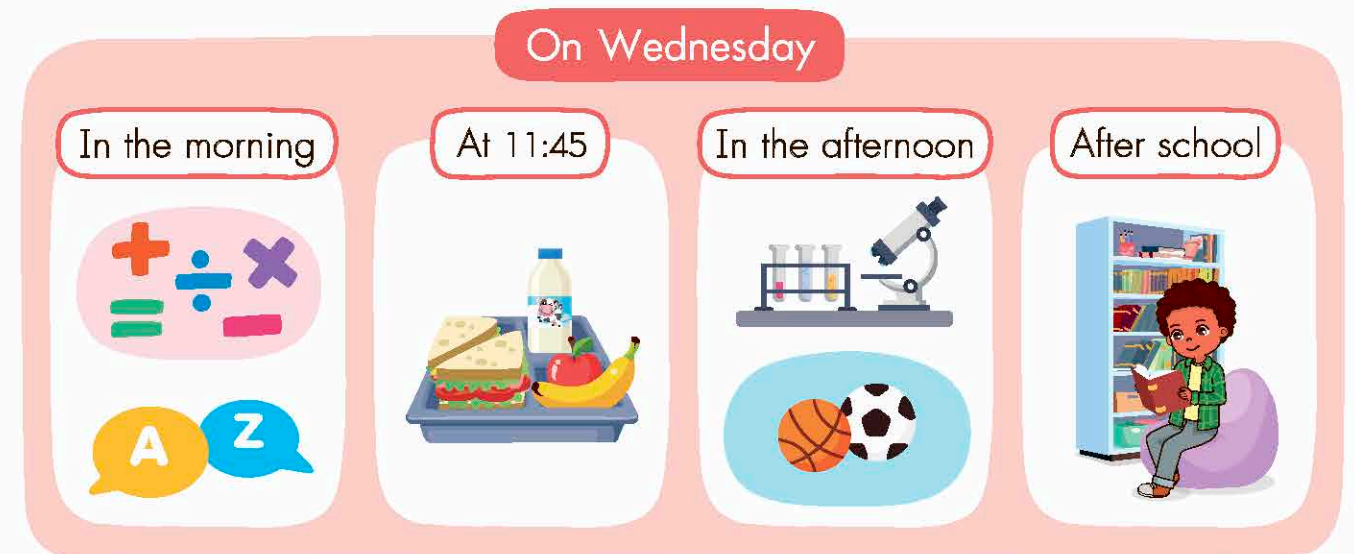 On Wednesday
In the morning
At 11:45
In the afternoon
After school
A
Z